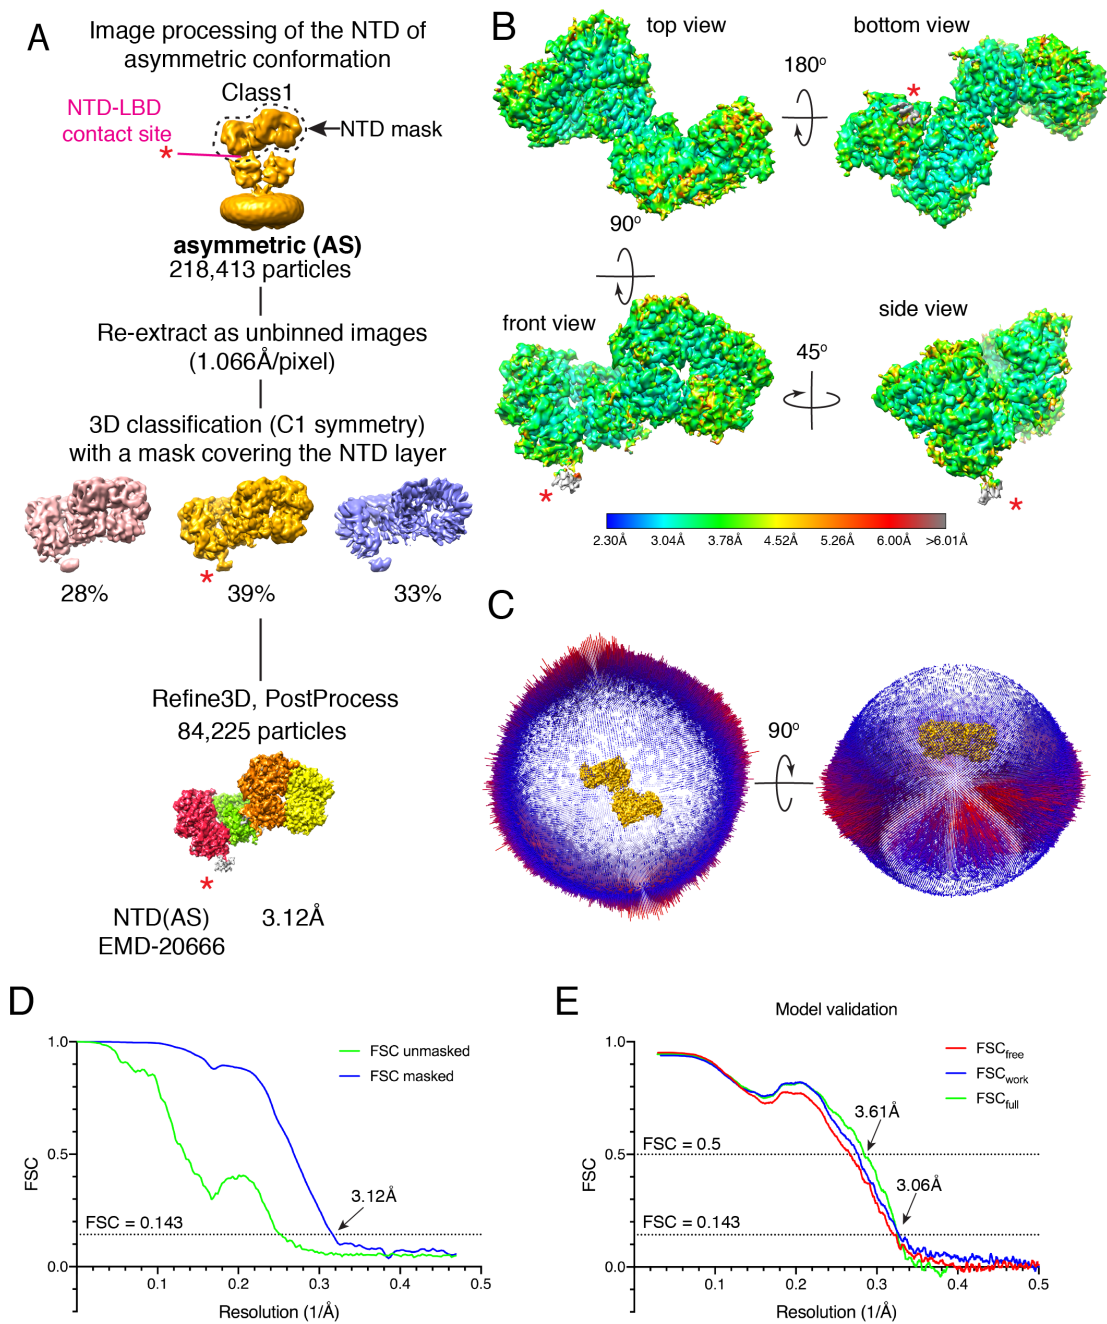 A
Image processing of the NTD of
asymmetric conformation
Class1
NTD-LBD
contact site
*
NTD mask
asymmetric (AS)
218,413 particles
Re-extract as unbinned images
(1.066Å/pixel)
3D classification (C1 symmetry)
with a mask covering the NTD layer
*
28%
39%
33%
Refine3D, PostProcess
84,225 particles
*
NTD(AS) 3.12Å
EMD-20666
B
top view
bottom view
180º
*
90º
front view
side view
45º
*
*
2.30Å 3.04Å 3.78Å 4.52Å 5.26Å 6.00Å >6.01Å
C
90º
D
1.0
FSC unmasked
FSC masked
0.5
FSC
3.12Å
FSC = 0.143
0.0
0.1 0.2 0.3 0.4 0.5
Resolution (1/Å)
E
Model validation
1.0
FSCfree
FSCwork
FSCfull
3.61Å
FSC = 0.5
0.5
FSC
3.06Å
FSC = 0.143
0.0
0.1 0.2 0.3 0.4 0.5
Resolution (1/Å)